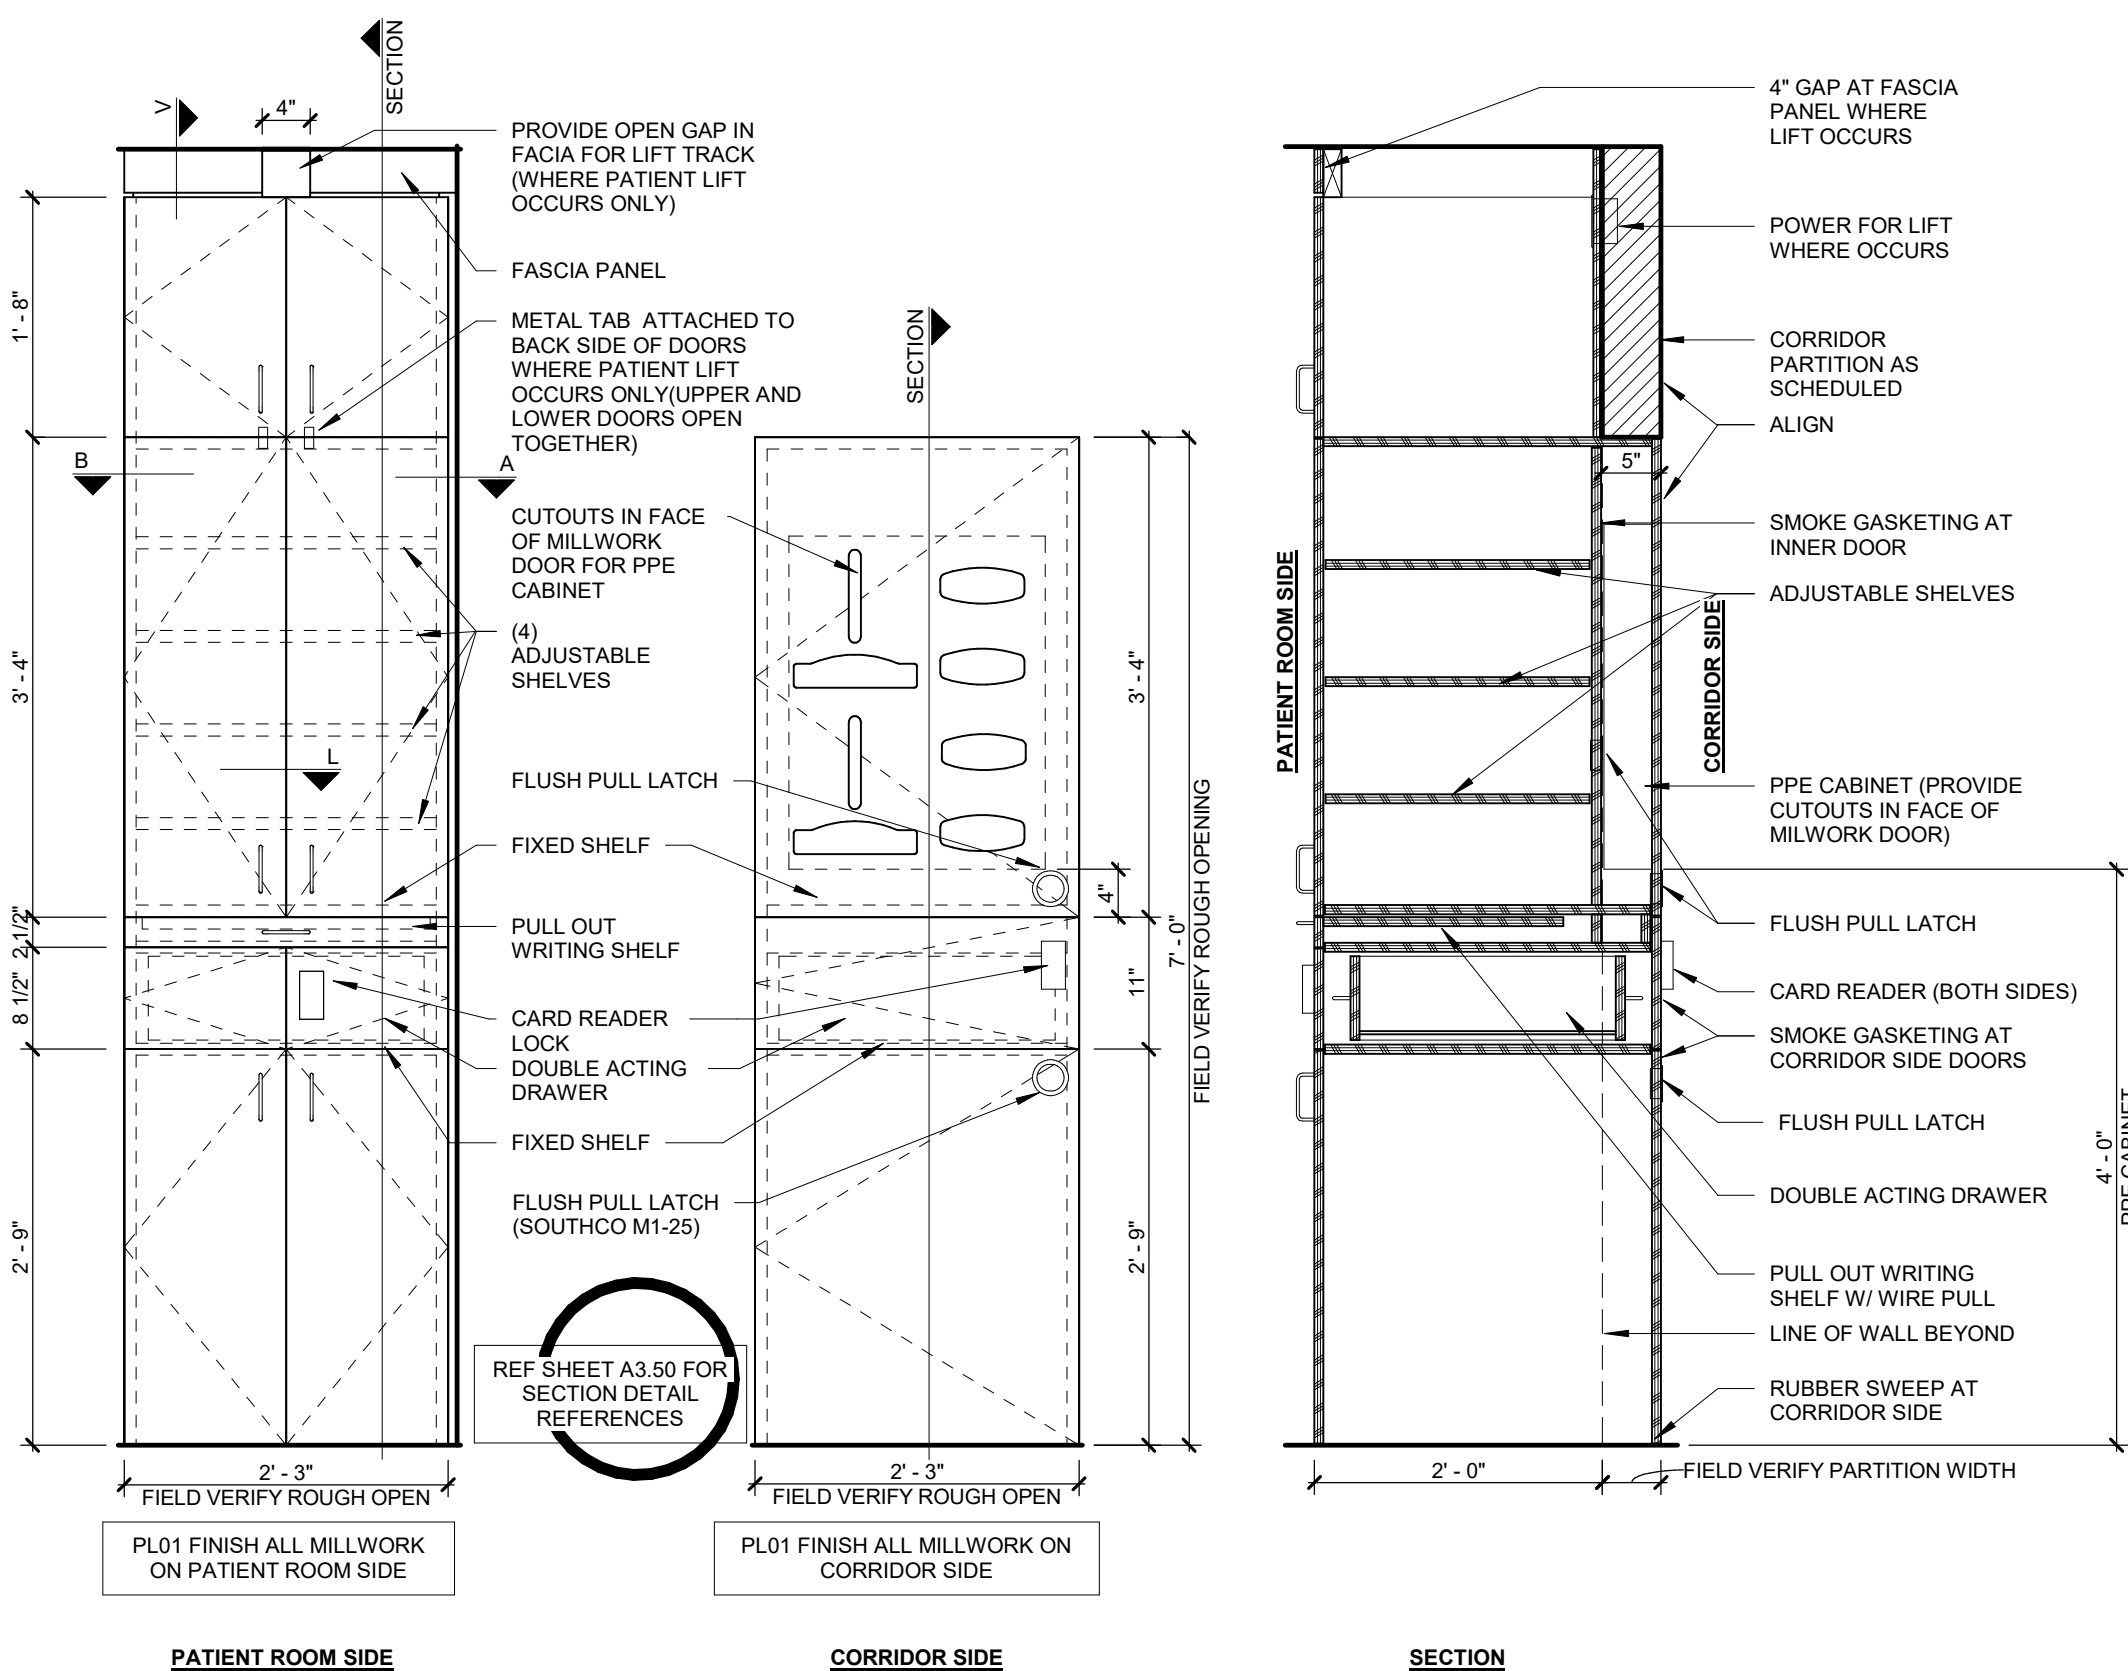 V
4"
SECTION
PROVIDE OPEN GAP IN
FACIA FOR LIFT TRACK
(WHERE PATIENT LIFT
OCCURS ONLY)
FASCIA PANEL
METAL TAB ATTACHED TO
BACK SIDE OF DOORS
WHERE PATIENT LIFT
OCCURS ONLY(UPPER AND
LOWER DOORS OPEN
TOGETHER)
B
A
L
1' - 8"
3' - 4"
2 1/2"
8 1/2"
2' - 9"
CUTOUTS IN FACE
OF MILLWORK
DOOR FOR PPE
CABINET
(4)
ADJUSTABLE
SHELVES
FLUSH PULL LATCH
FIXED SHELF
PULL OUT
WRITING SHELF
CARD READER
LOCK
DOUBLE ACTING
DRAWER
FIXED SHELF
FLUSH PULL LATCH
(SOUTHCO M1-25)
REF SHEET A3.50 FOR
SECTION DETAIL
REFERENCES
2' - 3"
FIELD VERIFY ROUGH OPEN
PL01 FINISH ALL MILLWORK
ON PATIENT ROOM SIDE
PATIENT ROOM SIDE
SECTION
3' - 4"
4"
11"
2' - 9"
7' - 0"
FIELD VERIFY ROUGH OPENING
2' - 3"
FIELD VERIFY ROUGH OPEN
PL01 FINISH ALL MILLWORK ON
CORRIDOR SIDE
CORRIDOR SIDE
PATIENT ROOM SIDE
CORRIDOR SIDE
5"
4" GAP AT FASCIA
PANEL WHERE
LIFT OCCURS
POWER FOR LIFT
WHERE OCCURS
CORRIDOR
PARTITION AS
SCHEDULED
ALIGN
SMOKE GASKETING AT
INNER DOOR
ADJUSTABLE SHELVES
PPE CABINET (PROVIDE
CUTOUTS IN FACE OF
MILWORK DOOR)
FLUSH PULL LATCH
CARD READER (BOTH SIDES)
SMOKE GASKETING AT
CORRIDOR SIDE DOORS
FLUSH PULL LATCH
DOUBLE ACTING DRAWER
PULL OUT WRITING
SHELF W/ WIRE PULL
LINE OF WALL BEYOND
RUBBER SWEEP AT
CORRIDOR SIDE
4' - 0"
PPE CABINET
2' - 0"
FIELD VERIFY PARTITION WIDTH
SECTION